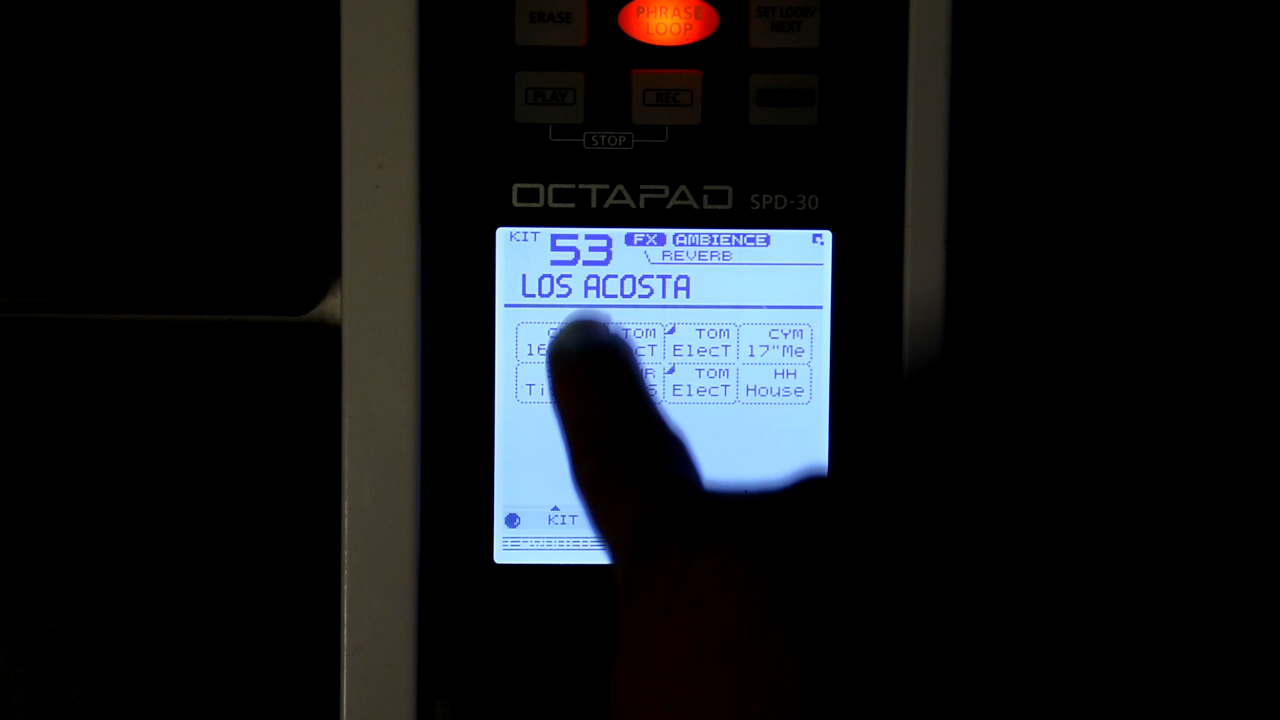 ERASE
PHRASE
LOOP
SET LOOP/
NEXT
PLAY
REC
STOP
OCTAPAD SPD-30
KIT 53 FX AMBIENCE
REVERB
LOS ACOSTA
TOM TOM CYM
ElecT 17"Me
TOM HH
ElecT House
KIT